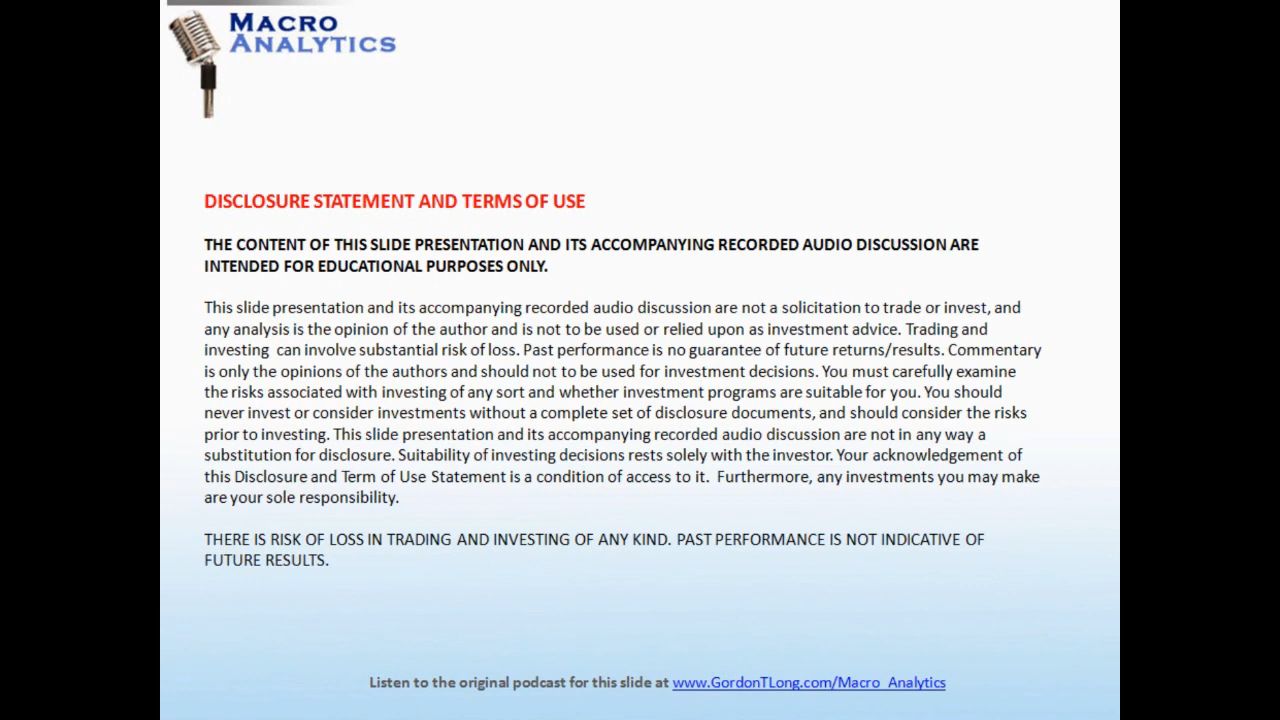 MACRO
ANALYTICS
DISCLOSURE STATEMENT AND TERMS OF USE
THE CONTENT OF THIS SLIDE PRESENTATION AND ITS ACCOMPANYING RECORDED AUDIO DISCUSSION ARE
INTENDED FOR EDUCATIONAL PURPOSES ONLY.
This slide presentation and its accompanying recorded audio discussion are not a solicitation to trade or invest, and
any analysis is the opinion of the author and is not to be used or relied upon as investment advice. Trading and
investing can involve substantial risk of loss. Past performance is no guarantee of future returns/results. Commentary
is only the opinions of the authors and should not to be used for investment decisions. You must carefully examine
the risks associated with investing of any sort and whether investment programs are suitable for you. You should
never invest or consider investments without a complete set of disclosure documents, and should consider the risks
prior to investing. This slide presentation and its accompanying recorded audio discussion are not in any way a
substitution for disclosure. Suitability of investing decisions rests solely with the investor. Your acknowledgement of
this Disclosure and Term of Use Statement is a condition of access to it. Furthermore, any investments you may make
are your sole responsibility.
THERE IS RISK OF LOSS IN TRADING AND INVESTING OF ANY KIND. PAST PERFORMANCE IS NOT INDICATIVE OF
FUTURE RESULTS.
Listen to the original podcast for this slide at www.GordonTLong.com/Macro_Analytics